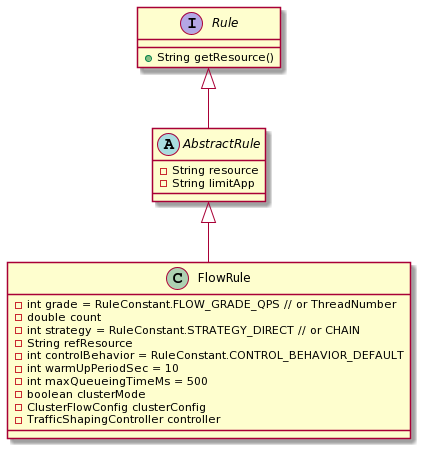 I Rule
String getResource()
A AbstractRule
String resource
String limitApp
C FlowRule
int grade = RuleConstant.FLOW_GRADE_QPS // or ThreadNumber
double count
int strategy = RuleConstant.STRATEGY_DIRECT // or CHAIN
String refResource
int controlBehavior = RuleConstant.CONTROL_BEHAVIOR_DEFAULT
int warmUpPeriodSec = 10
int maxQueueingTimeMs = 500
boolean clusterMode
ClusterFlowConfig clusterConfig
TrafficShapingController controller